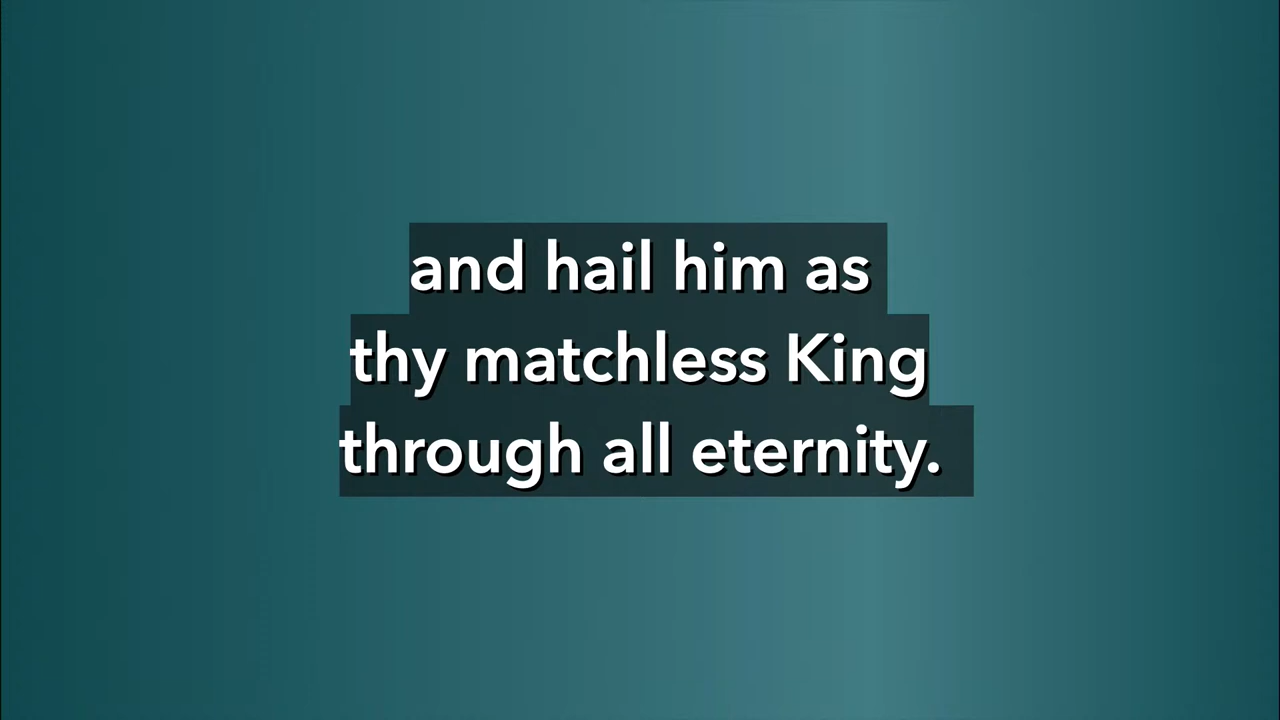 and hail him as
thy matchless King
through all eternity.